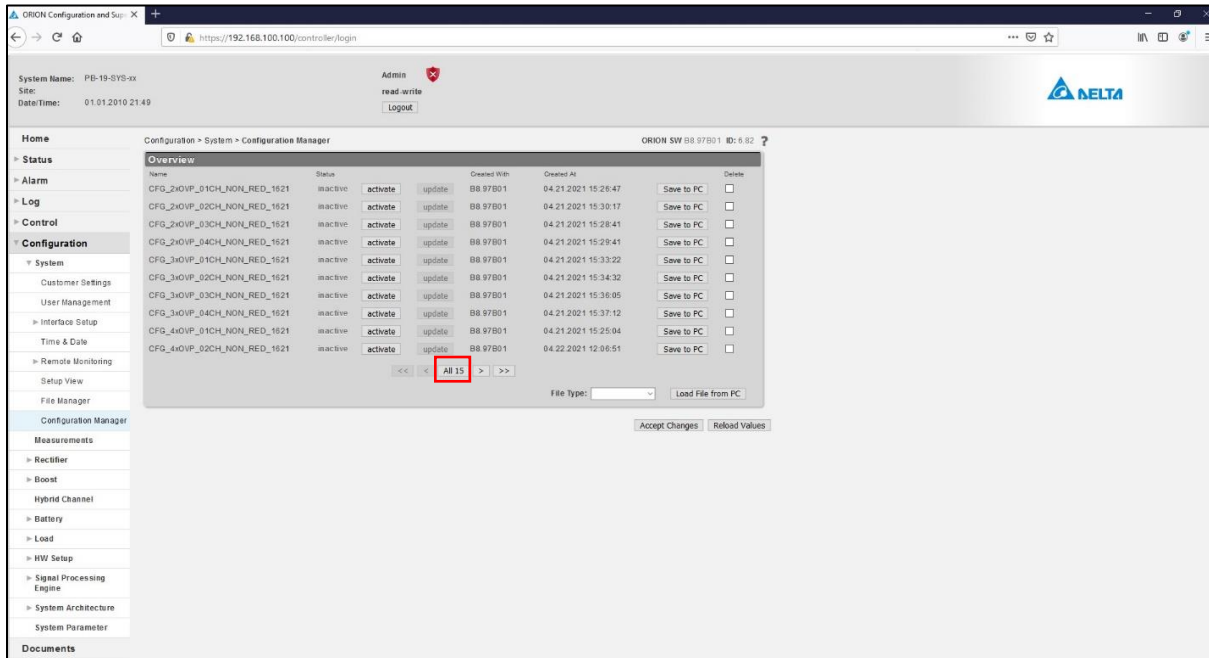 ORION Configuration and Sup
https://192.168.100.100/controller/login
System Name: PB-19-SYS-xx
Site:
Date/Time: 01.01.2010 21:49
Admin
read-write
Logout
DELTA
Home
Status
Alarm
Log
Control
Configuration
System
Customer Settings
User Management
Interface Setup
Time & Date
Remote Monitoring
Setup View
File Manager
Configuration Manager
Measurements
Rectifier
Boost
Hybrid Channel
Battery
Load
HW Setup
Signal Processing
Engine
System Architecture
System Parameter
Documents
Configuration > System > Configuration Manager ORION SW B8.97B01 ID: 6.82 ?
Overview
Name Status Created With Created At Delete
CFG_2xOVP_01CH_NON_RED_1621 inactive activate update B8.97B01 04.21.2021 15:26:47 Save to PC
CFG_2xOVP_02CH_NON_RED_1621 inactive activate update B8.97B01 04.21.2021 15:30:17 Save to PC
CFG_2xOVP_03CH_NON_RED_1621 inactive activate update B8.97B01 04.21.2021 15:28:41 Save to PC
CFG_2xOVP_04CH_NON_RED_1621 inactive activate update B8.97B01 04.21.2021 15:29:41 Save to PC
CFG_3xOVP_01CH_NON_RED_1621 inactive activate update B8.97B01 04.21.2021 15:33:22 Save to PC
CFG_3xOVP_02CH_NON_RED_1621 inactive activate update B8.97B01 04.21.2021 15:34:32 Save to PC
CFG_3xOVP_03CH_NON_RED_1621 inactive activate update B8.97B01 04.21.2021 15:36:05 Save to PC
CFG_3xOVP_04CH_NON_RED_1621 inactive activate update B8.97B01 04.21.2021 15:37:12 Save to PC
CFG_4xOVP_01CH_NON_RED_1621 inactive activate update B8.97B01 04.21.2021 15:25:04 Save to PC
CFG_4xOVP_02CH_NON_RED_1621 inactive activate update B8.97B01 04.22.2021 12:06:51 Save to PC
<< < All 15 > >>
File Type: Load File from PC
Accept Changes Reload Values